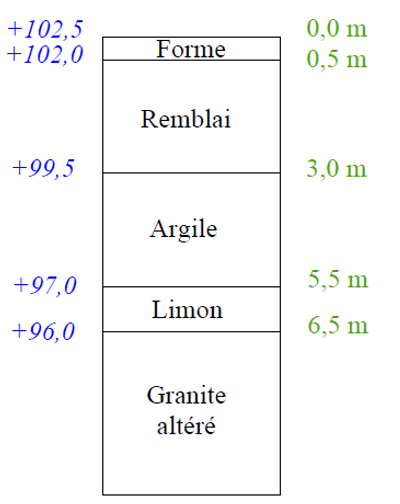 +102,5 Forme 0,0 m
+102,0 0,5 m
Remblai
+99,5 3,0 m
Argile
+97,0 5,5 m
Limon
+96,0 6,5 m
Granite
altéré